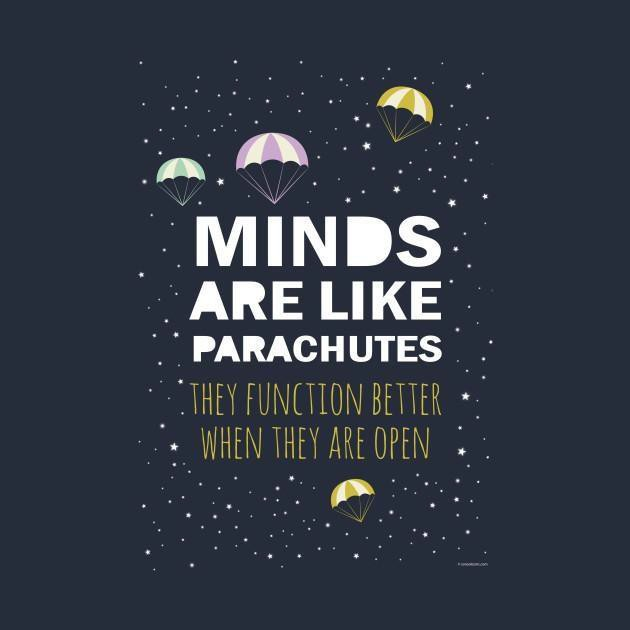 MINDS
ARE LIKE
PARACHUTES
THEY FUNCTION BETTER
WHEN THEY ARE OPEN